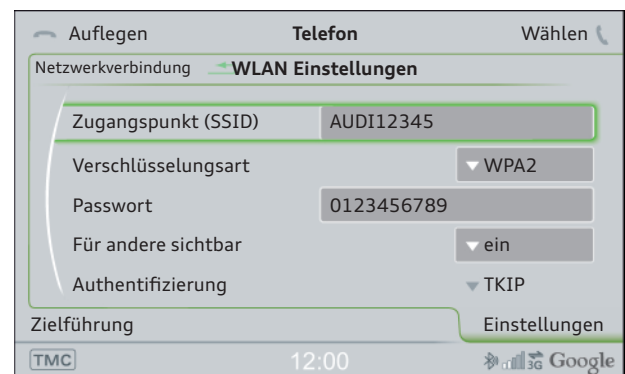 Auflegen Telefon Wählen
Netzwerkverbindung WLAN Einstellungen
Zugangspunkt (SSID) AUDI12345
Verschlüsselungsart WPA2
Passwort 0123456789
Für andere sichtbar ein
Authentifizierung TKIP
Zielführung Einstellungen
TMC 12:00 3G Google